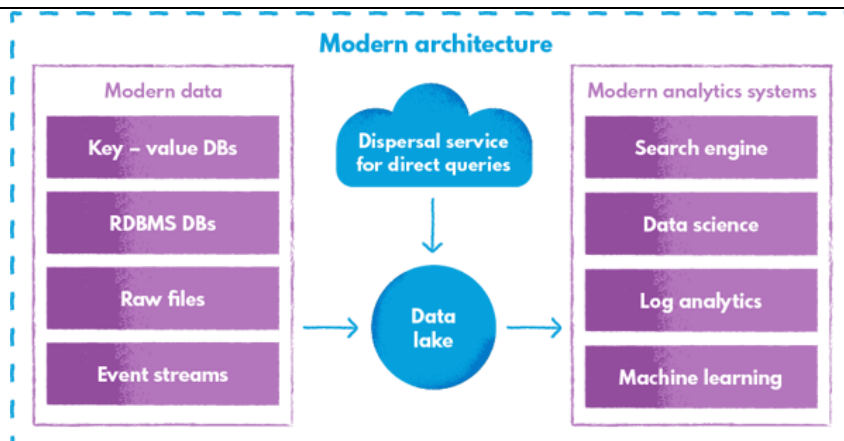 Modern architecture
Modern data
Key – value DBs
RDBMS DBs
Raw files
Event streams
Dispersal service
for direct queries
Data
lake
Modern analytics systems
Search engine
Data science
Log analytics
Machine learning